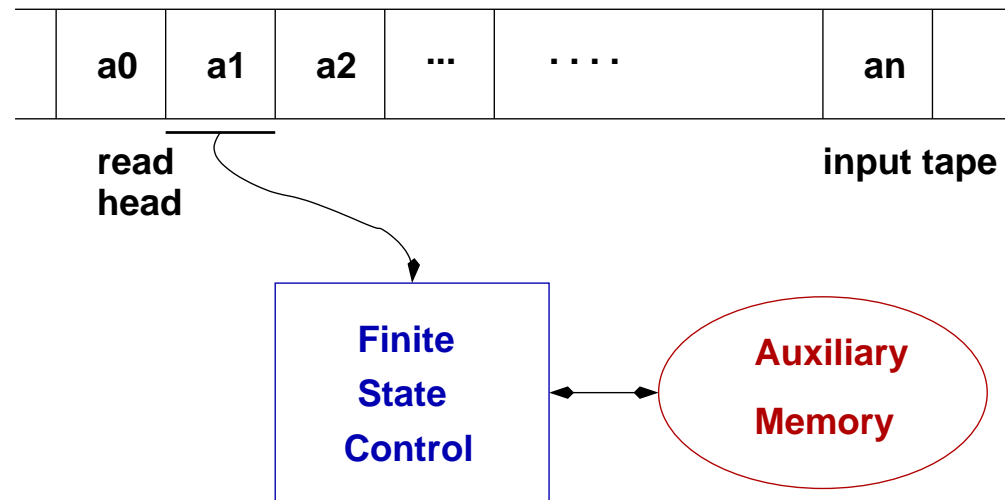 a0 a1 a2 ... . . . . an
read
head
input tape
Finite
State
Control
Auxiliary
Memory